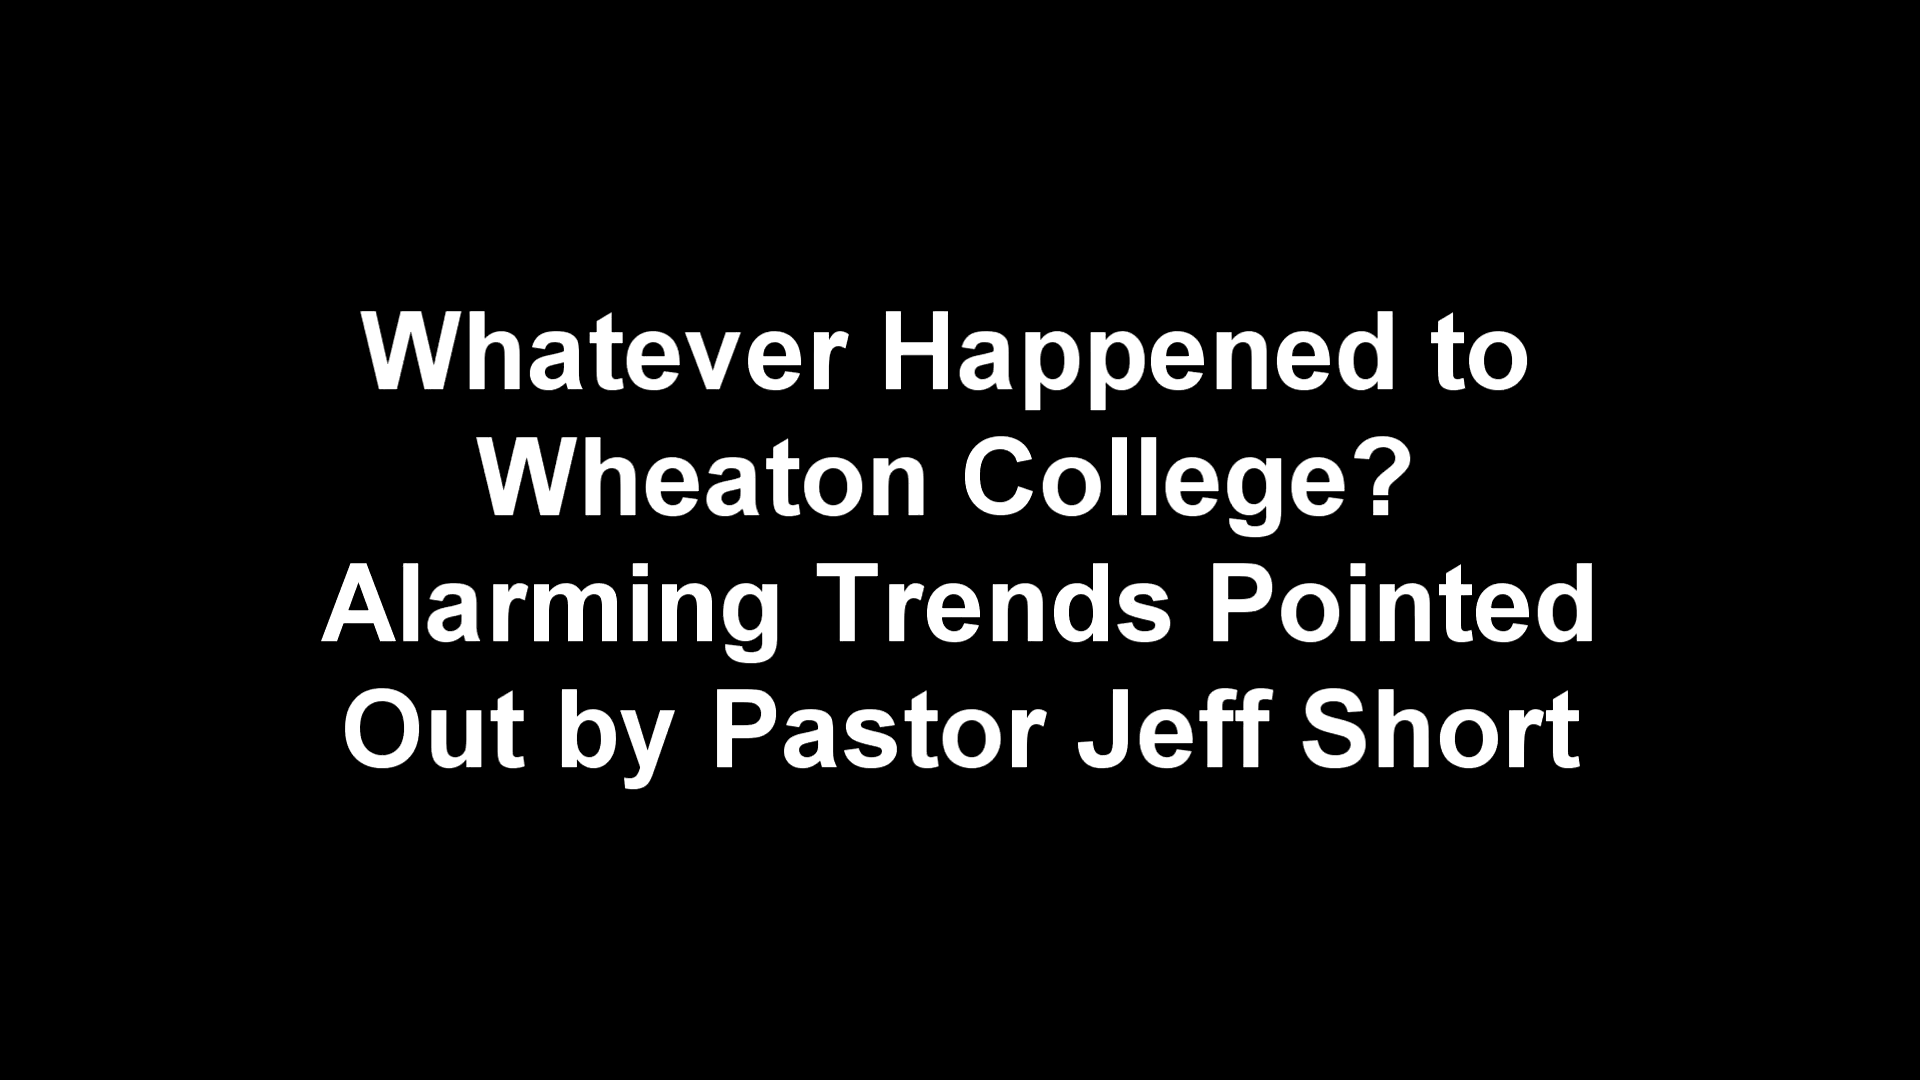 Whatever Happened to
Wheaton College?
Alarming Trends Pointed
Out by Pastor Jeff Short